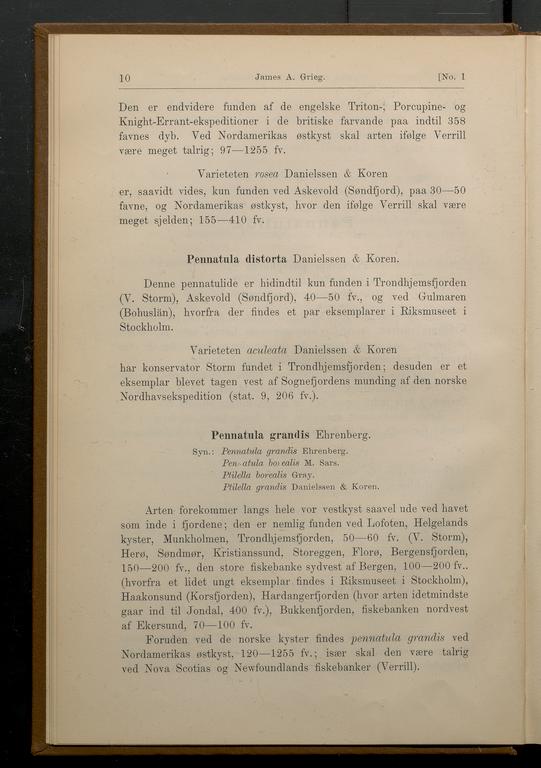 10 James A. Grieg. [No. 1
Den er endvidere funden af de engelske Triton-, Porcupine- og
Knight-Errant-ekspeditioner i de britiske farvande paa indtil 358
favnes dyb. Ved Nordamerikas østkyst skal arten ifølge Verrill
være meget talrig; 97—1255 fv.
Varieteten rosea Danielssen & Koren
er, saavidt vides, kun funden ved Askevold (Søndfjord), paa 30—50
favne, og Nordamerikas østkyst, hvor den ifølge Verrill skal være
meget sjelden; 155—410 fv.
Pennatula distorta Danielssen & Koren.
Denne pennatulide er hidindtil kun funden i Trondhjemsfjorden
(V. Storm), Askevold (Søndfjord), 40—50 fv., og ved Gulmaren
(Bohuslän), hvorfra der findes et par eksemplarer i Riksmuseet i
Stockholm.
Varieteten aculeata Danielssen & Koren
har konservator Storm fundet i Trondhjemsfjorden; desuden er et
eksemplar blevet tagen vest af Sognefjordens munding af den norske
Nordhavsekspedition (stat. 9, 206 fv.).
Pennatula grandis Ehrenberg.
Syn.: Pennatula grandis Ehrenberg.
Pennatula borealis M. Sars.
Ptilella borealis Gray.
Ptilella grandis Danielssen & Koren.
Arten forekommer langs hele vor vestkyst saavel ude ved havet
som inde i fjordene; den er nemlig funden ved Lofoten, Helgelands
kyster, Munkholmen, Trondhjemsfjorden, 50—60 fv. (V. Storm),
Herø, Søndmør, Kristianssund, Storeggen, Florø, Bergensfjorden,
150—200 fv., den store fiskebanke sydvest af Bergen, 100—200 fv..
(hvorfra et lidet ungt eksemplar findes i Riksmuseet i Stockholm),
Haakonsund (Korsfjorden), Hardangerfjorden (hvor arten idetmindste
gaar ind til Jondal, 400 fv.), Bukkenfjorden, fiskebanken nordvest
af Ekersund, 70—100 fv.
Foruden ved de norske kyster findes pennatula grandis ved
Nordamerikas østkyst, 120—1255 fv.; især skal den være talrig
ved Nova Scotias og Newfoundlands fiskebanker (Verrill).